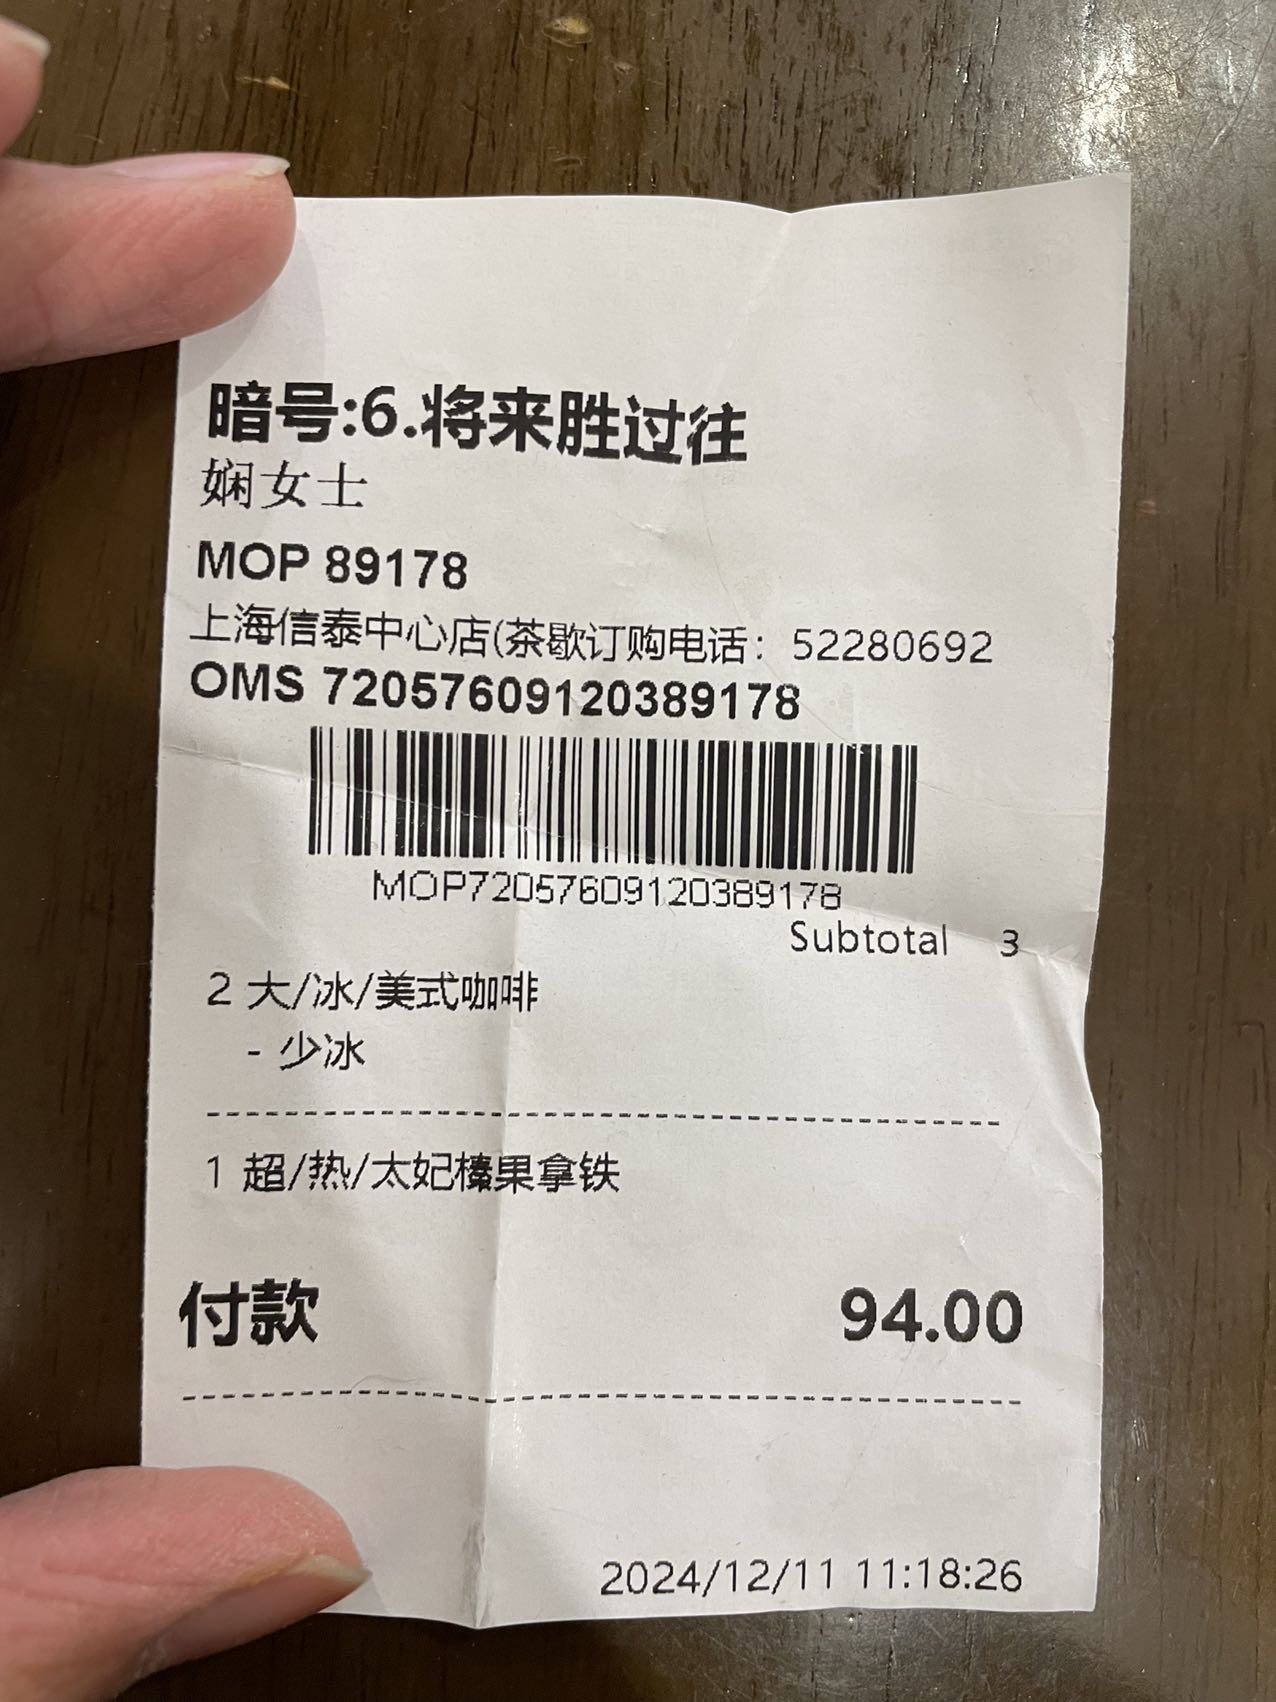 暗号:6.将来胜过往
娴女士
MOP 89178
上海信泰中心店(茶歇订购电话：52280692
OMS 72057609120389178
MOP72057609120389178
Subtotal 3
2 大/冰/美式咖啡
- 少冰
1 超/热/太妃榛果拿铁
付款 94.00
2024/12/11 11:18:26